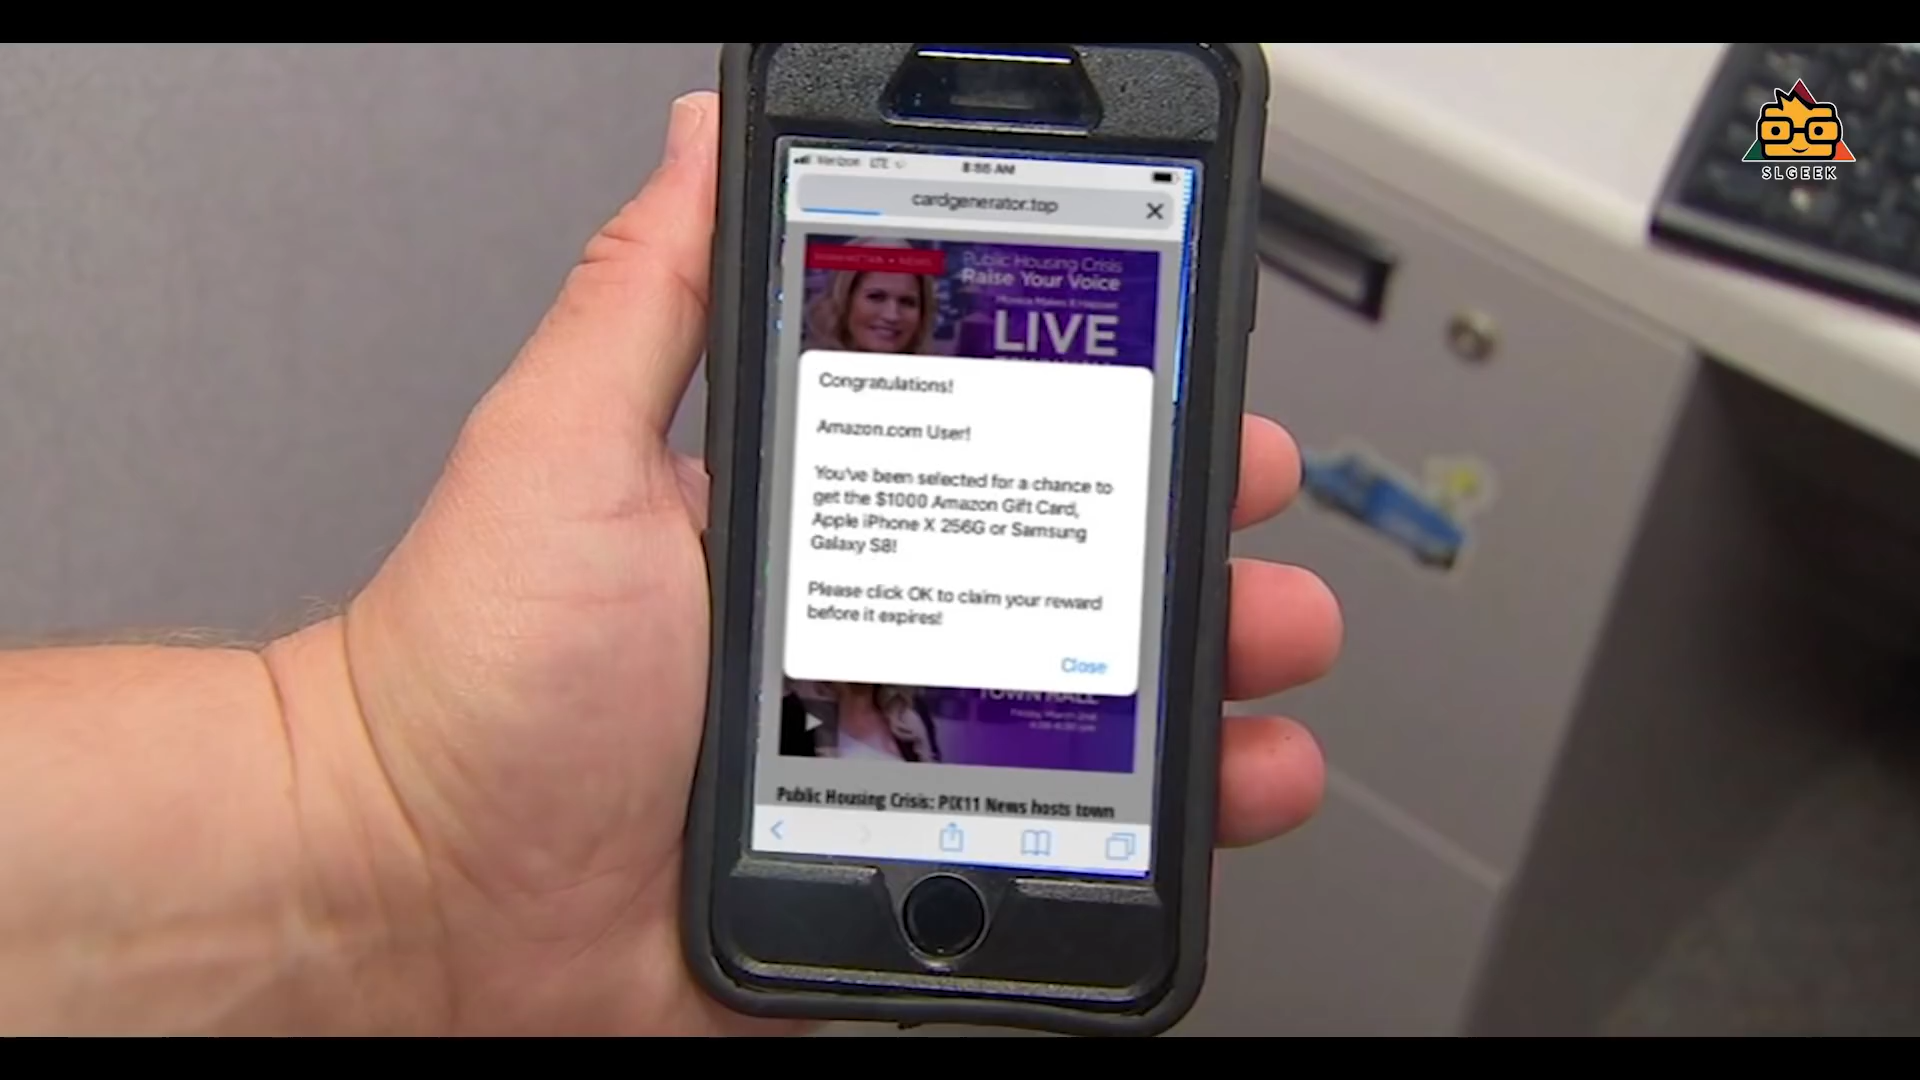 SLGEEK
Verizon LTE
8:55 AM
cardgenerator.top
Public Housing Crisis
Raise Your Voice
LIVE
Congratulations!
Amazon.com User!
You've been selected for a chance to
get the $1000 Amazon Gift Card,
Apple iPhone X 256G or Samsung
Galaxy S8!
Please click OK to claim your reward
before it expires!
Close
TOWN HALL
Friday, March 2nd
Public Housing Crisis: PIX11 News hosts town